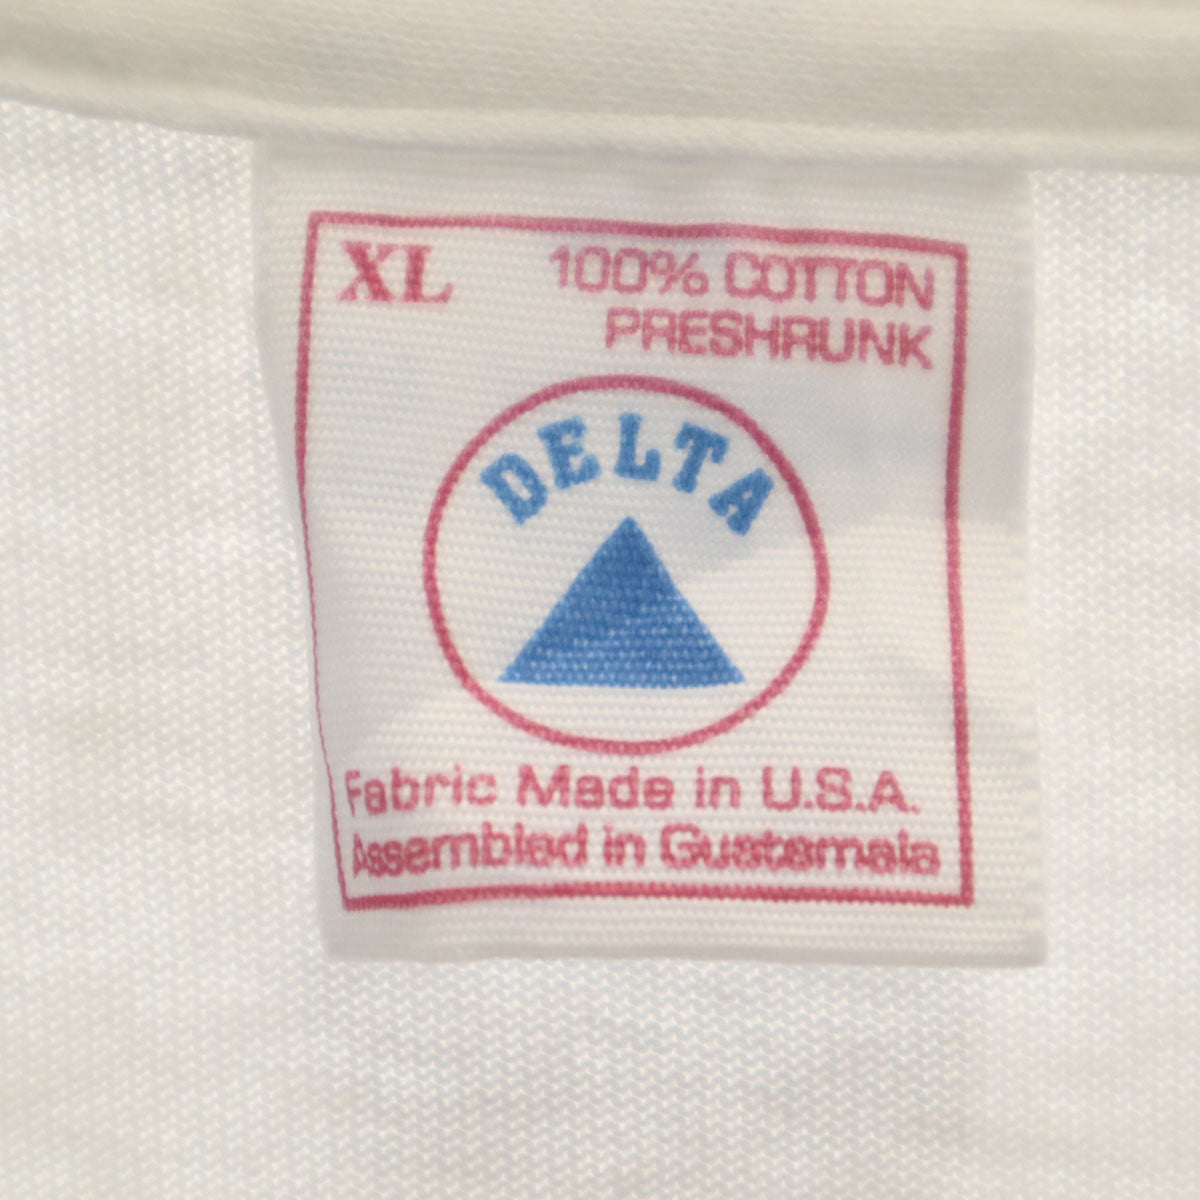 XL 100% COTTON
PRESHRUNK
DELTA
Fabric Made in U.S.A.
Assembled in Guatemala